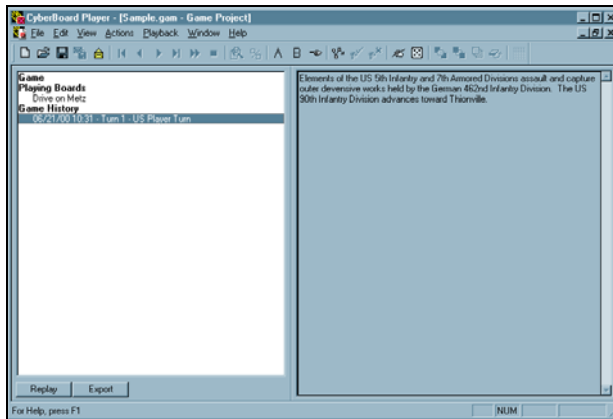 CyberBoard Player - [Sample.gam - Game Project]
File Edit View Actions Playback Window Help
A B
Game
Playing Boards
Drive on Metz
Game History
06/21/00 10:31 - Turn 1 - US Player Turn
Elements of the US 5th Infantry and 7th Armored Divisions assault and capture
outer devensive works held by the German 462nd Infantry Division. The US
90th Infantry Division advances toward Thionville.
Replay Export
For Help, press F1
NUM